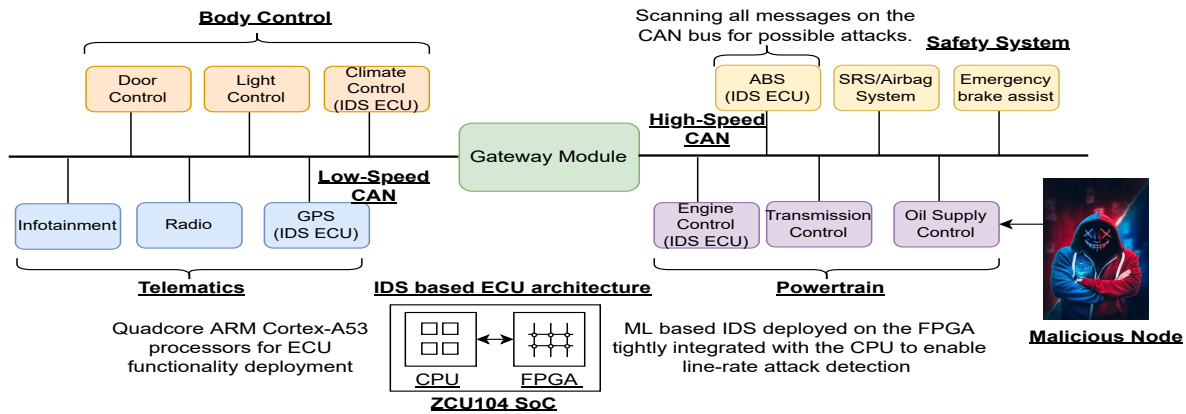 Body Control
Scanning all messages on the
CAN bus for possible attacks.
Safety System
Door
Control
Light
Control
Climate
Control
(IDS ECU)
ABS
(IDS ECU)
SRS/Airbag
System
Emergency
brake assist
High-Speed
CAN
Gateway Module
Low-Speed
CAN
Infotainment
Radio
GPS
(IDS ECU)
Engine
Control
(IDS ECU)
Transmission
Control
Oil Supply
Control
Telematics
IDS based ECU architecture
Powertrain
Malicious Node
Quadcore ARM Cortex-A53
processors for ECU
functionality deployment
CPU
FPGA
ZCU104 SoC
ML based IDS deployed on the FPGA
tightly integrated with the CPU to enable
line-rate attack detection